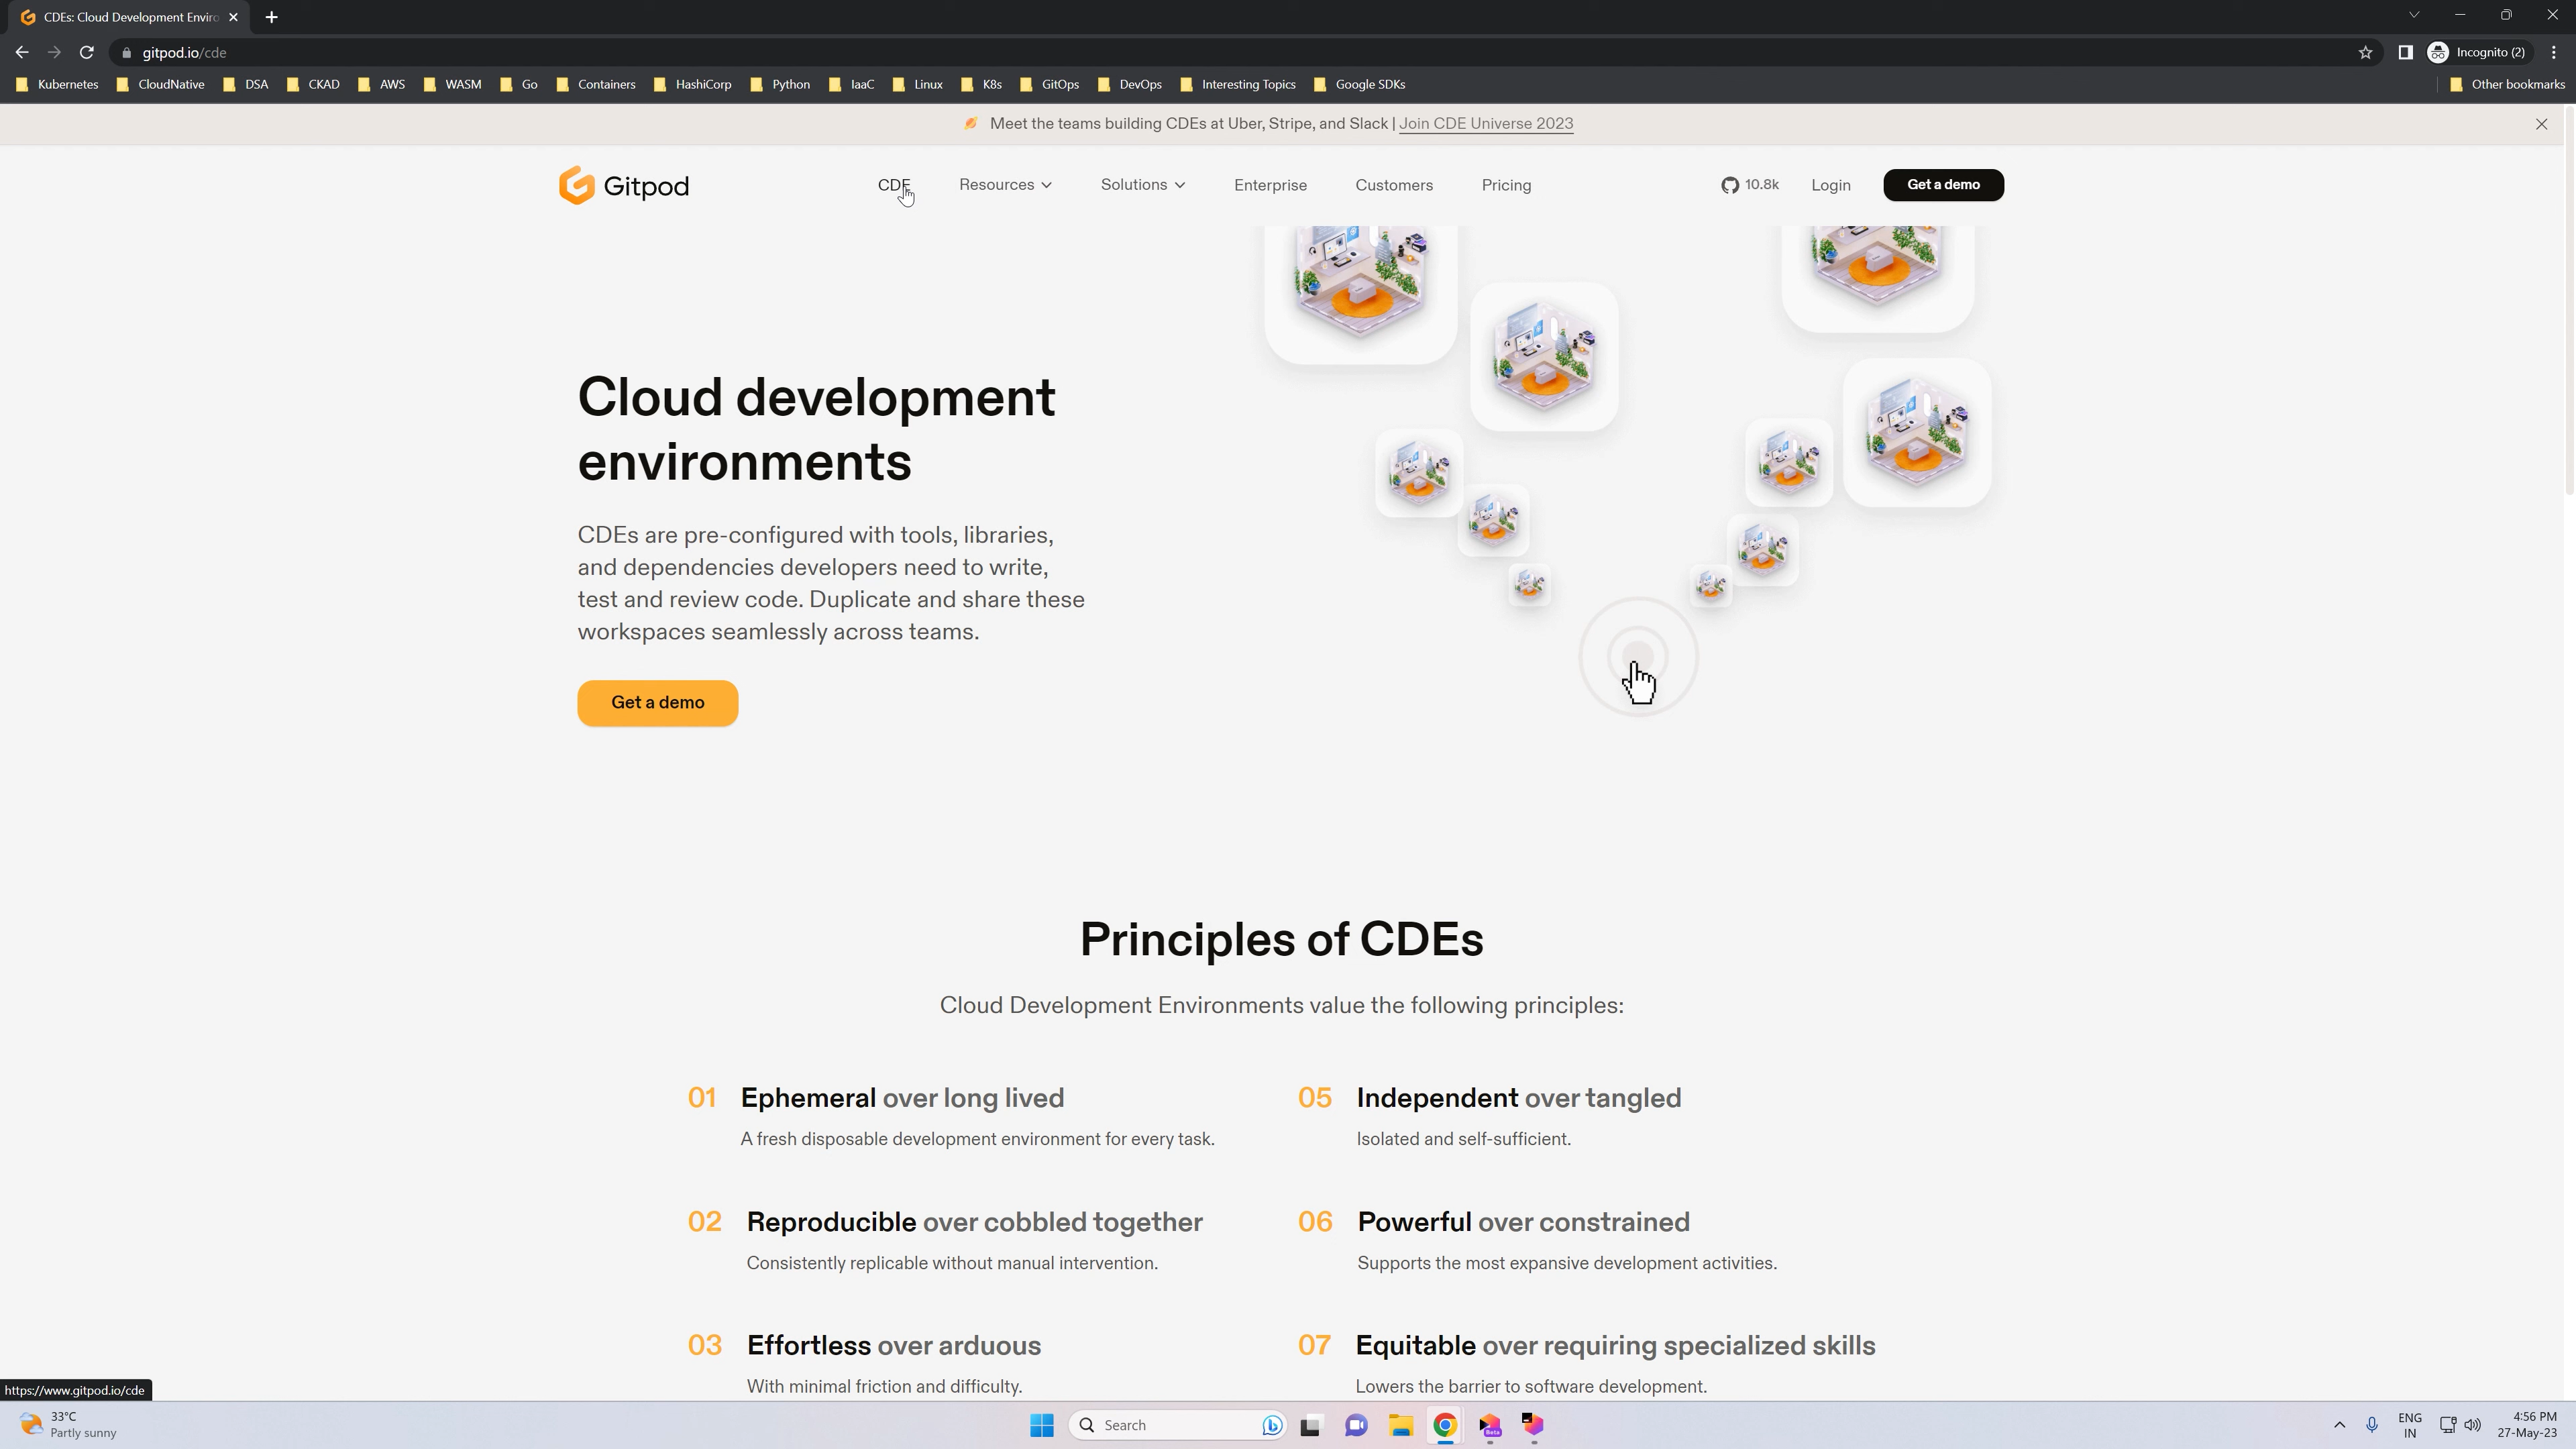 CDEs: Cloud Development Enviro
gitpod.io/cde
Incognito (2)
Kubernetes CloudNative DSA CKAD AWS WASM Go Containers HashiCorp Python IaaC Linux K8s GitOps DevOps Interesting Topics Google SDKs Other bookmarks
Meet the teams building CDEs at Uber, Stripe, and Slack | Join CDE Universe 2023
Gitpod CDE Resources Solutions Enterprise Customers Pricing 10.8k Login Get a demo
Cloud development
environments
CDEs are pre-configured with tools, libraries,
and dependencies developers need to write,
test and review code. Duplicate and share these
workspaces seamlessly across teams.
Get a demo
Principles of CDEs
Cloud Development Environments value the following principles:
01 Ephemeral over long lived
A fresh disposable development environment for every task.
02 Reproducible over cobbled together
Consistently replicable without manual intervention.
03 Effortless over arduous
With minimal friction and difficulty.
05 Independent over tangled
Isolated and self-sufficient.
06 Powerful over constrained
Supports the most expansive development activities.
07 Equitable over requiring specialized skills
Lowers the barrier to software development.
https://www.gitpod.io/cde
33°C
Partly sunny
Search
Beta
ENG
IN
4:56 PM
27-May-23